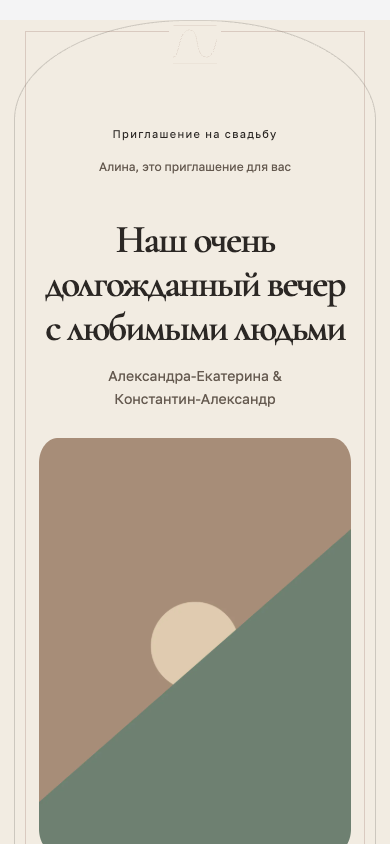 Приглашение на свадьбу
Алина, это приглашение для вас
Наш очень
долгожданный вечер
с любимыми людьми
Александра-Екатерина &
Константин-Александр